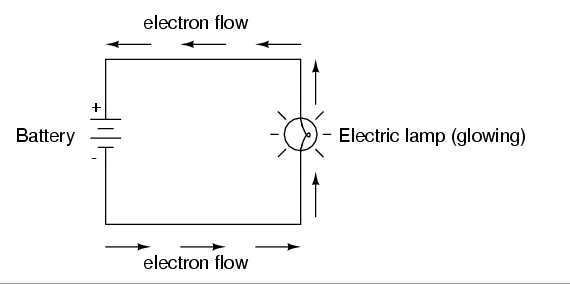 electron flow
+
Battery
Electric lamp (glowing)
-
electron flow